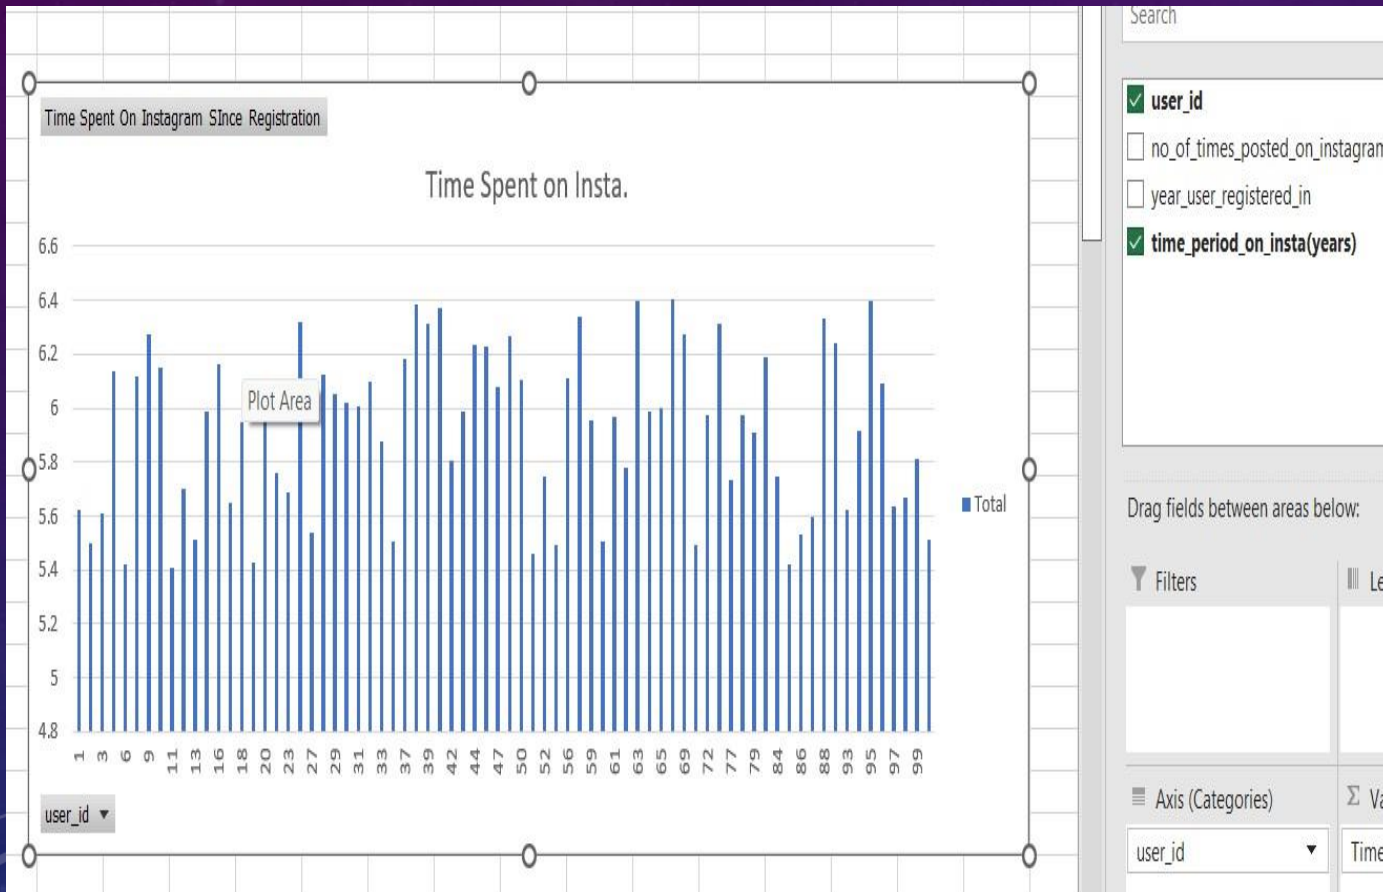 Search
Time Spent On Instagram SInce Registration
Time Spent on Insta.
6.6
6.4
6.2
6
5.8
5.6
5.4
5.2
5
4.8
Plot Area
Total
1 3 6 9 11 13 16 18 20 23 27 29 31 33 37 39 42 44 47 50 52 56 59 61 63 65 69 72 77 79 84 86 88 93 95 97 99
user_id
user_id
no_of_times_posted_on_instagram
year_user_registered_in
time_period_on_insta(years)
Drag fields between areas below:
Filters
Le
Axis (Categories)
Σ Va
user_id
Time